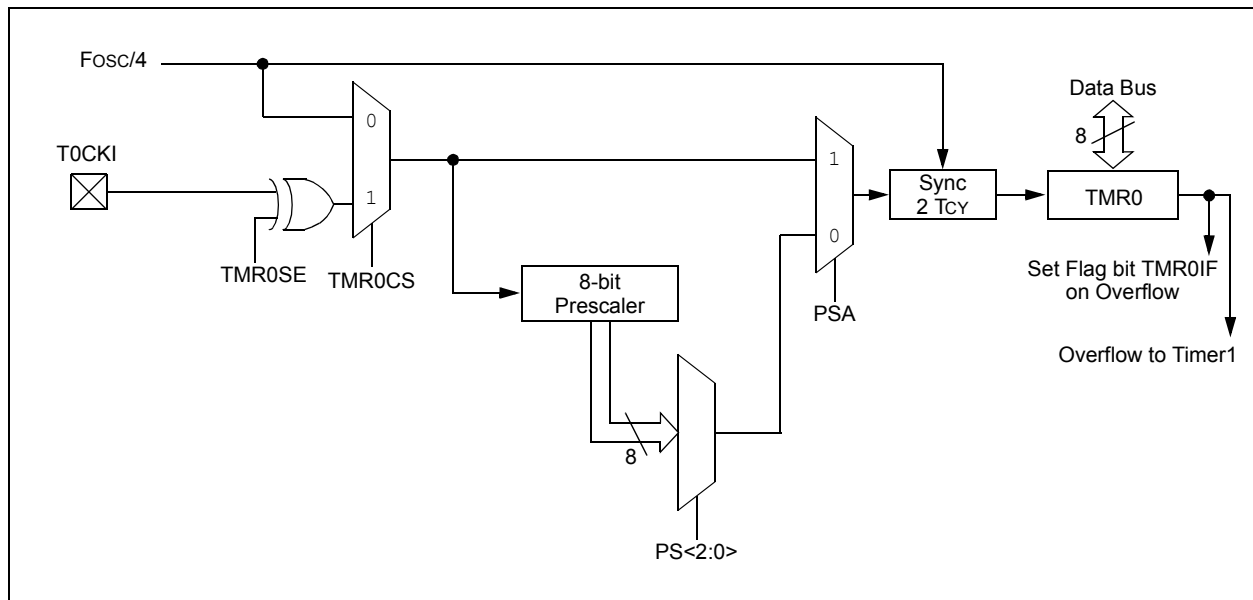 FOSC/4
Data Bus
8
T0CKI
0
1
1
0
Sync
2 TCY
TMR0
TMR0SE
TMR0CS
8-bit
Prescaler
PSA
Set Flag bit TMR0IF
on Overflow
Overflow to Timer1
8
PS<2:0>